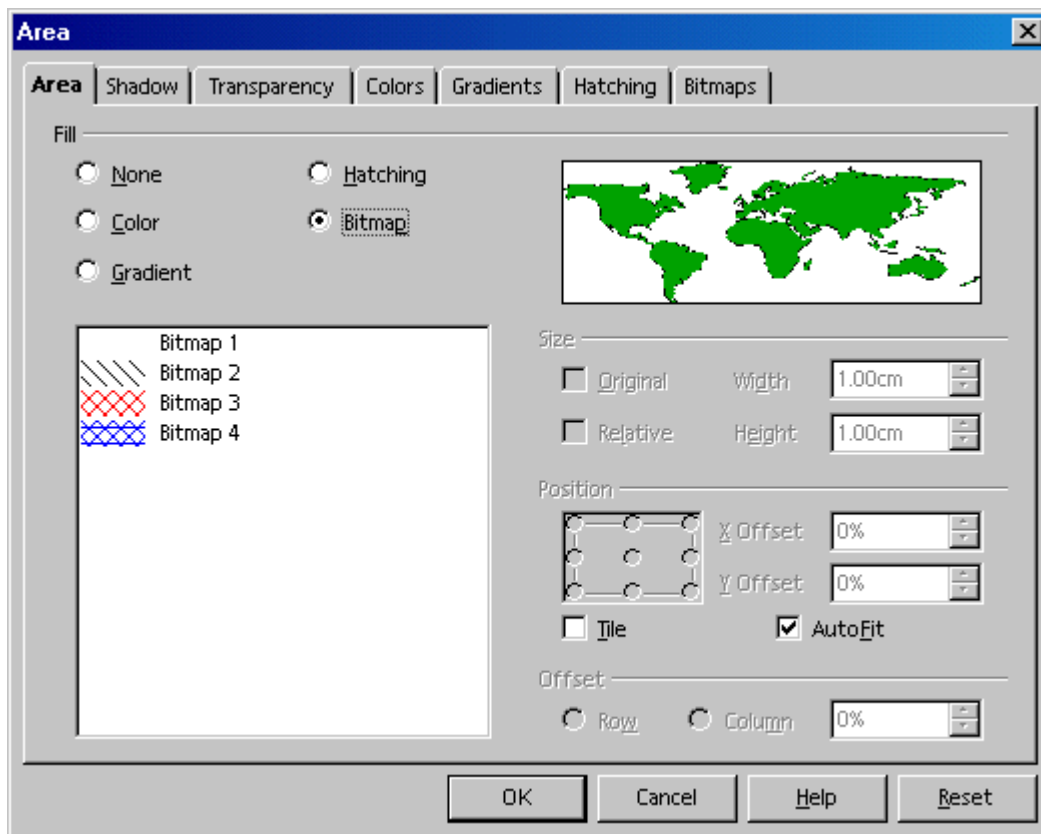 Area
Area Shadow Transparency Colors Gradients Hatching Bitmaps
Fill
None Hatching
Color Bitmap
Gradient
Bitmap 1
Bitmap 2
Bitmap 3
Bitmap 4
Size
Original Width 1.00cm
Relative Height 1.00cm
Position
X Offset 0%
Y Offset 0%
Tile AutoFit
Offset
Row Column 0%
OK Cancel Help Reset